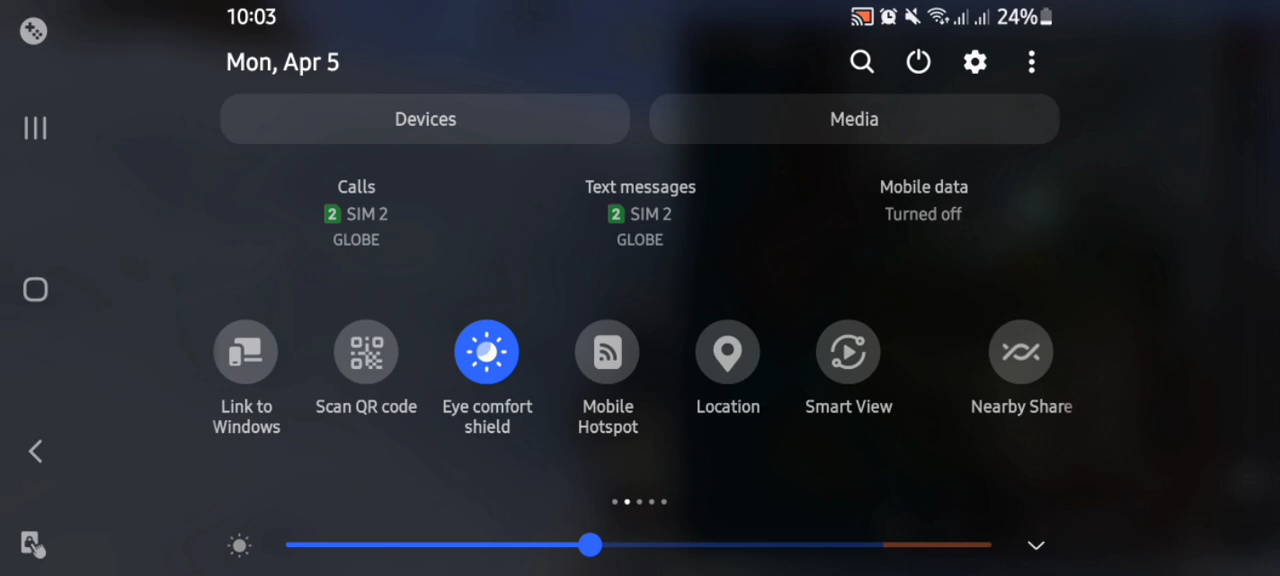 10:03
24%
Mon, Apr 5
Devices
Media
Calls
2 SIM 2
GLOBE
Text messages
2 SIM 2
GLOBE
Mobile data
Turned off
Link to
Windows
Scan QR code
Eye comfort
shield
Mobile
Hotspot
Location
Smart View
Nearby Share